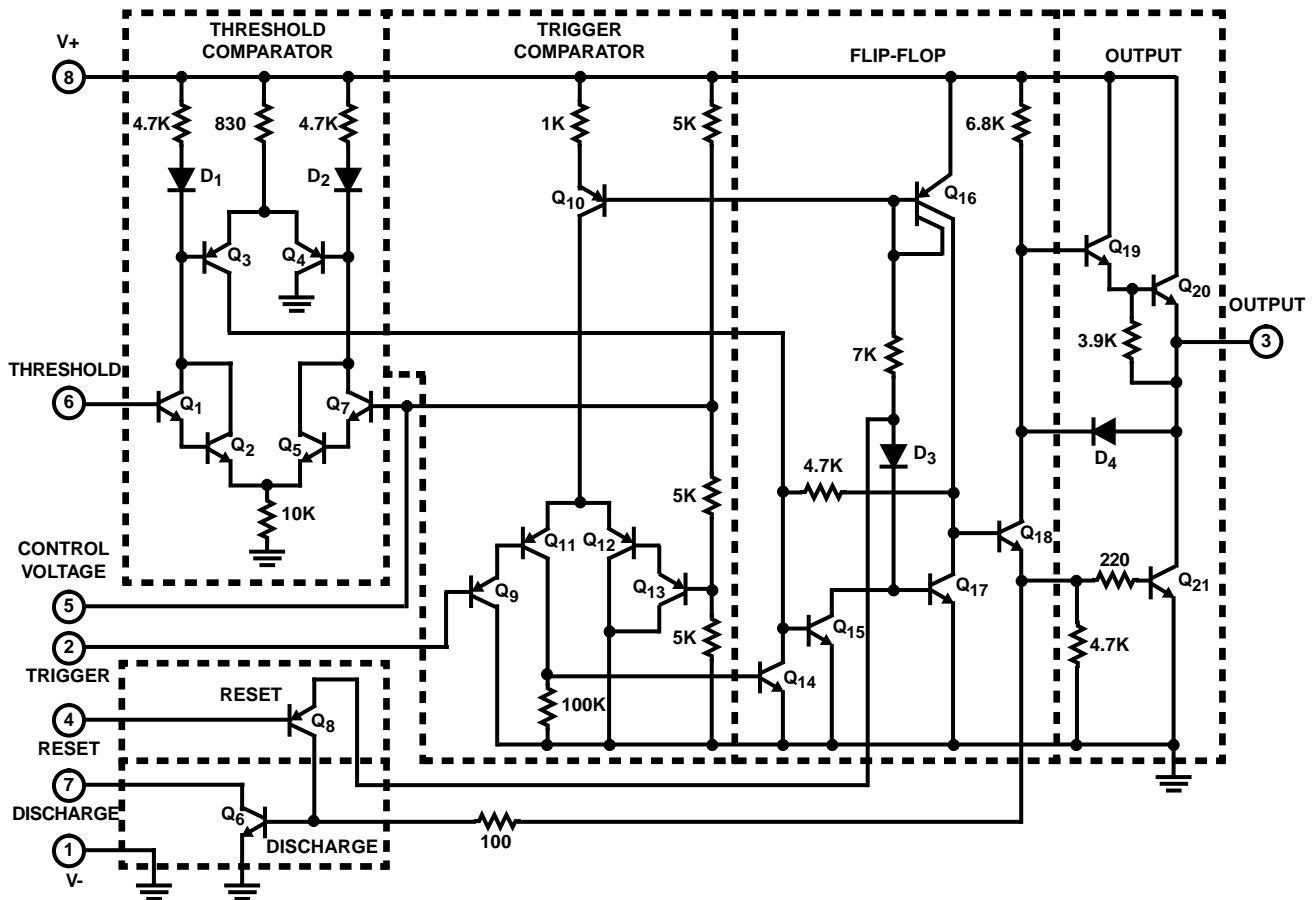 THRESHOLD
COMPARATOR
TRIGGER
COMPARATOR
FLIP-FLOP
OUTPUT
V+
8
4.7K
830
4.7K
1K
5K
6.8K
D1
D2
Q10
Q16
Q3
Q4
Q19
Q20
OUTPUT
3
3.9K
7K
THRESHOLD
6
Q1
Q7
Q2
Q5
D3
D4
4.7K
5K
10K
Q11
Q12
Q18
220
CONTROL
VOLTAGE
5
Q9
Q13
Q17
Q21
2
TRIGGER
5K
Q15
4.7K
Q14
RESET
100K
4
RESET
Q8
7
DISCHARGE
Q6
DISCHARGE
100
1
V-